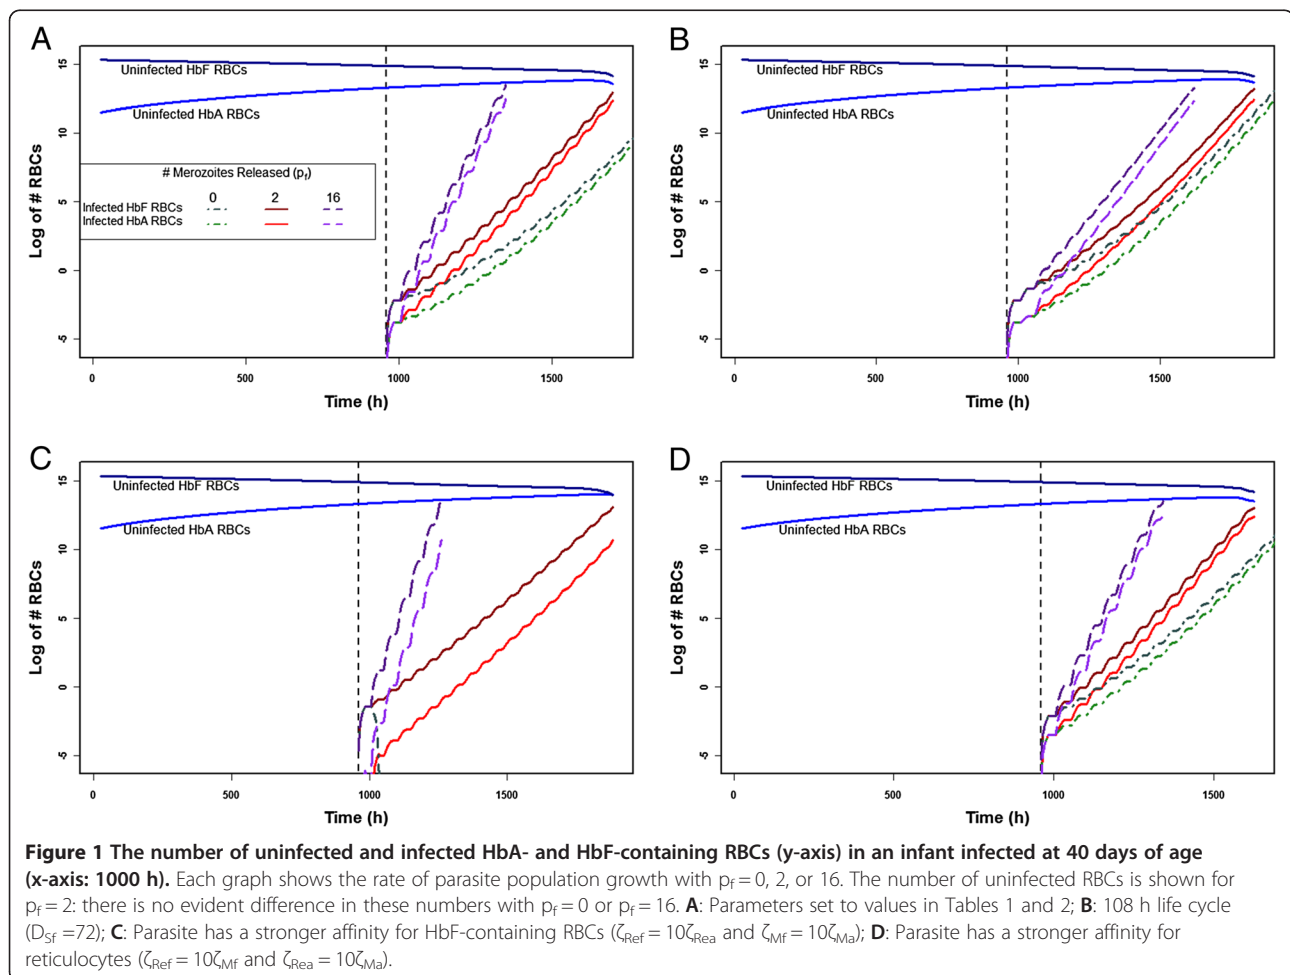 A
15
10
5
0
-5
Log of # RBCs
Uninfected HbF RBCs
Uninfected HbA RBCs
# Merozoites Released (pf)
0 2 16
Infected HbF RBCs
Infected HbA RBCs
0 500 1000 1500
Time (h)
B
15
10
5
0
-5
Log of # RBCs
Uninfected HbF RBCs
Uninfected HbA RBCs
0 500 1000 1500
Time (h)
C
15
10
5
0
-5
Log of # RBCs
Uninfected HbF RBCs
Uninfected HbA RBCs
0 500 1000 1500
Time (h)
D
15
10
5
0
-5
Log of # RBCs
Uninfected HbF RBCs
Uninfected HbA RBCs
0 500 1000 1500
Time (h)
Figure 1 The number of uninfected and infected HbA- and HbF-containing RBCs (y-axis) in an infant infected at 40 days of age
(x-axis: 1000 h). Each graph shows the rate of parasite population growth with pf = 0, 2, or 16. The number of uninfected RBCs is shown for
pf = 2: there is no evident difference in these numbers with pf = 0 or pf = 16. A: Parameters set to values in Tables 1 and 2; B: 108 h life cycle
(DSf =72); C: Parasite has a stronger affinity for HbF-containing RBCs (ζRef = 10ζRea and ζMf = 10ζMa); D: Parasite has a stronger affinity for
reticulocytes (ζRef = 10ζMf and ζRea = 10ζMa).